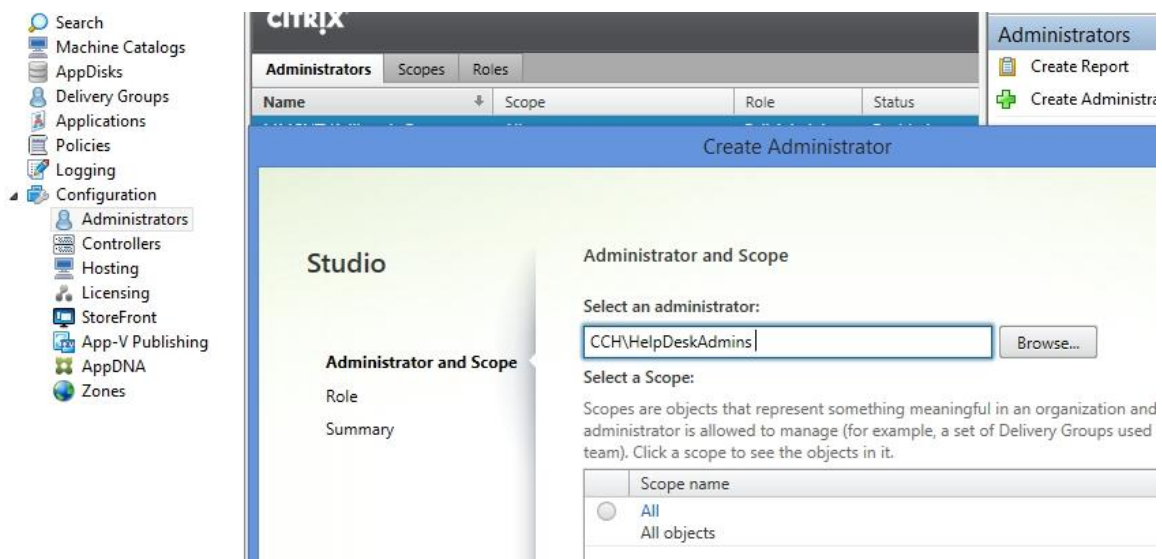 Search
Machine Catalogs
AppDisks
Delivery Groups
Applications
Policies
Logging
Configuration
Administrators
Controllers
Hosting
Licensing
StoreFront
App-V Publishing
AppDNA
Zones
CITRIX
Administrators Scopes Roles
Name Scope Role Status
Administrators
Create Report
Create Administra
Create Administrator
Studio
Administrator and Scope
Role
Summary
Administrator and Scope
Select an administrator:
CCH\HelpDeskAdmins
Browse...
Select a Scope:
Scopes are objects that represent something meaningful in an organization and
administrator is allowed to manage (for example, a set of Delivery Groups used
team). Click a scope to see the objects in it.
Scope name
All
All objects